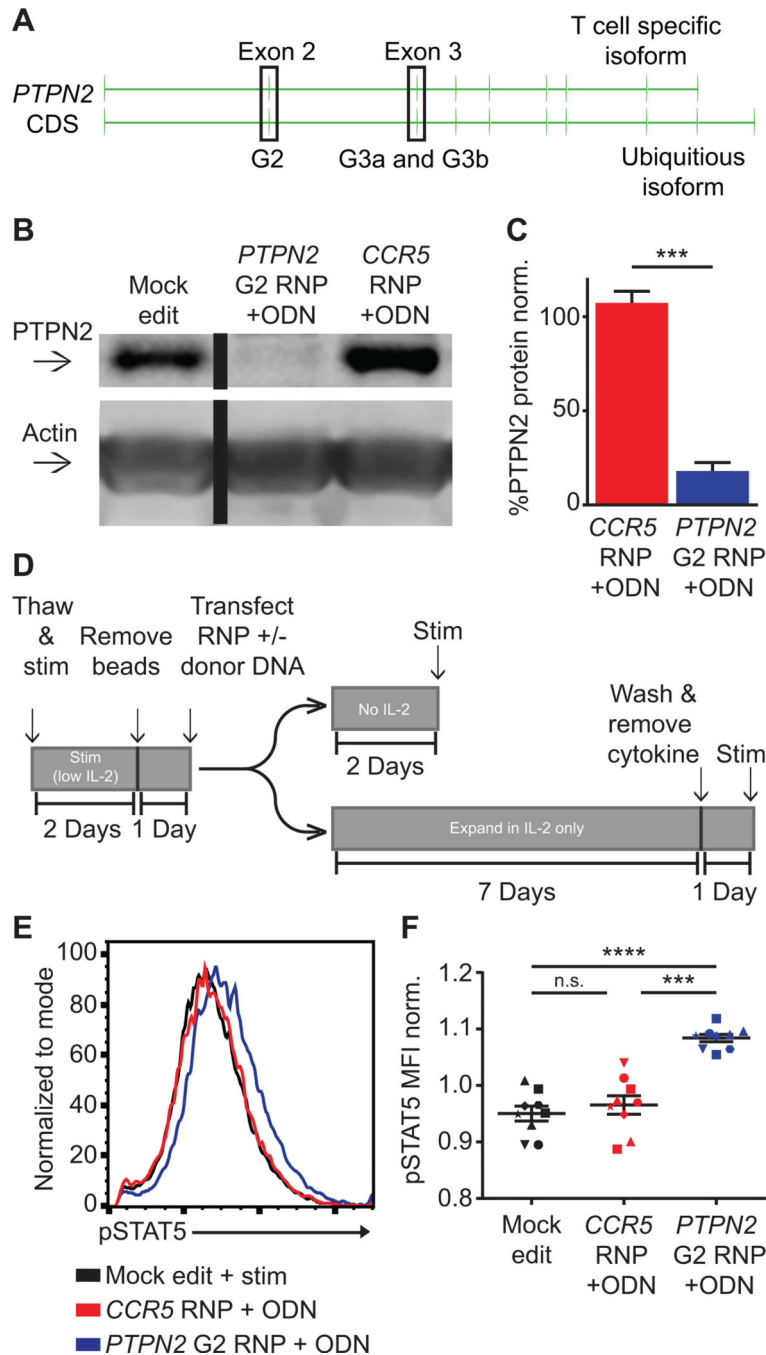 A
Exon 2
Exon 3
T cell specific
isoform
PTPN2
CDS
G2
G3a and G3b
Ubiquitious
isoform
B
Mock
edit
PTPN2
G2 RNP
+ODN
CCR5
RNP
+ODN
PTPN2
Actin
C
***
%PTPN2 protein norm.
100
50
0
CCR5
RNP
+ODN
PTPN2
G2 RNP
+ODN
D
Thaw
&
stim
Remove
beads
Transfect
RNP +/-
donor DNA
Stim
(low IL-2)
2 Days
1 Day
Stim
No IL-2
2 Days
Wash &
remove
cytokine
Stim
Expand in IL-2 only
7 Days
1 Day
E
Normalized to mode
100
80
60
40
20
0
pSTAT5
Mock edit + stim
CCR5 RNP + ODN
PTPN2 G2 RNP + ODN
F
****
n.s.
***
pSTAT5 MFI norm.
1.2
1.1
1.0
0.9
0.8
Mock
edit
CCR5
RNP
+ODN
PTPN2
G2 RNP
+ODN